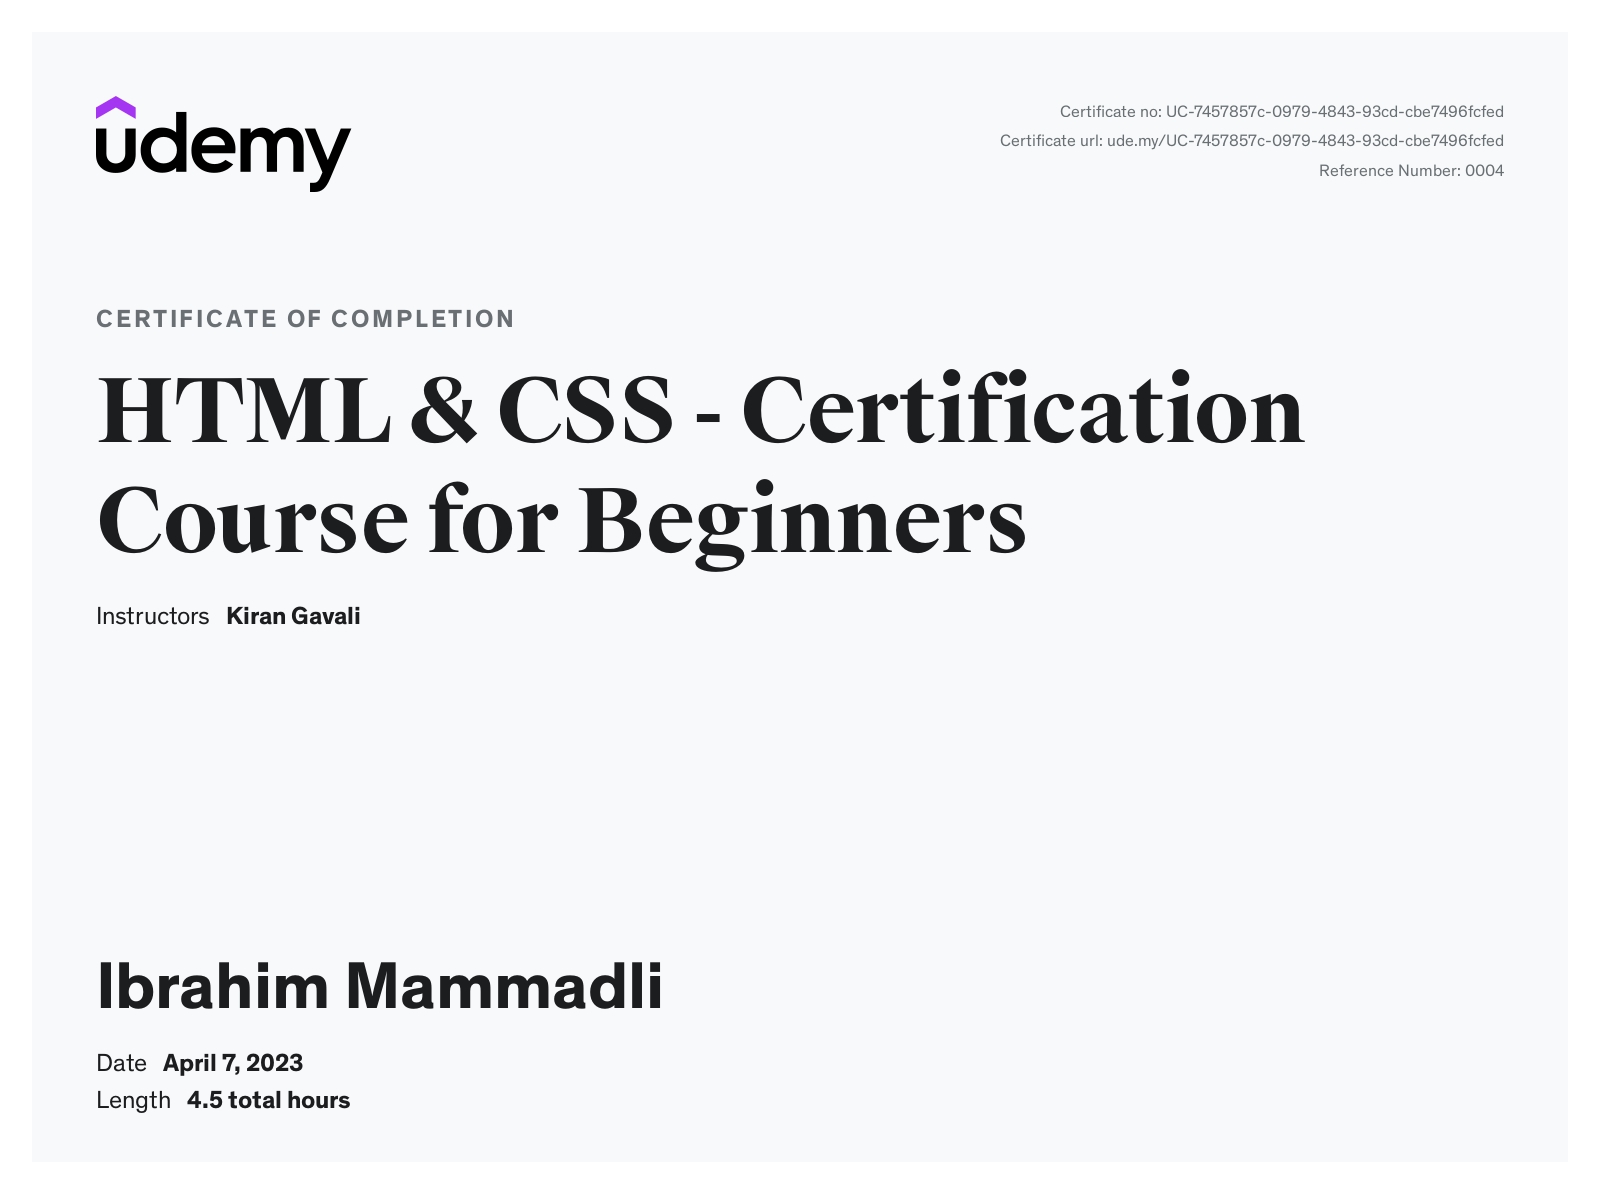 udemy
Certificate no: UC-7457857c-0979-4843-93cd-cbe7496fcfed
Certificate url: ude.my/UC-7457857c-0979-4843-93cd-cbe7496fcfed
Reference Number: 0004
CERTIFICATE OF COMPLETION
HTML & CSS - Certification
Course for Beginners
Instructors Kiran Gavali
Ibrahim Mammadli
Date April 7, 2023
Length 4.5 total hours